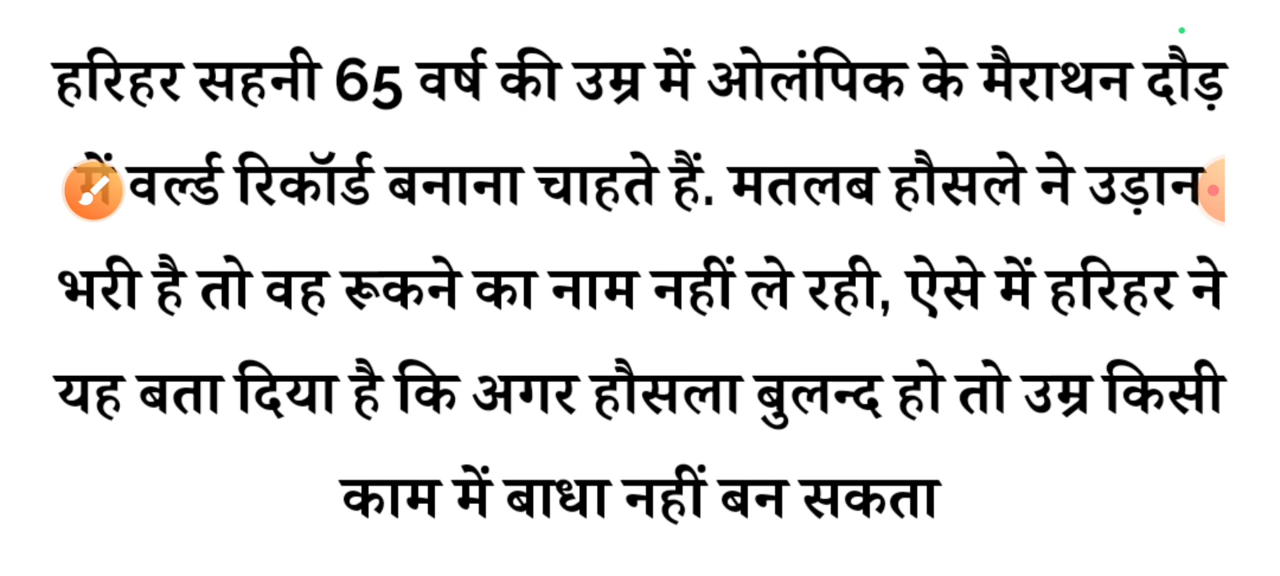 हरिहर सहनी 65 वर्ष की उम्र में ओलंपिक के मैराथन दौड़
में वर्ल्ड रिकॉर्ड बनाना चाहते हैं. मतलब हौसले ने उड़ान
भरी है तो वह रूकने का नाम नहीं ले रही, ऐसे में हरिहर ने
यह बता दिया है कि अगर हौसला बुलन्द हो तो उम्र किसी
काम में बाधा नहीं बन सकता